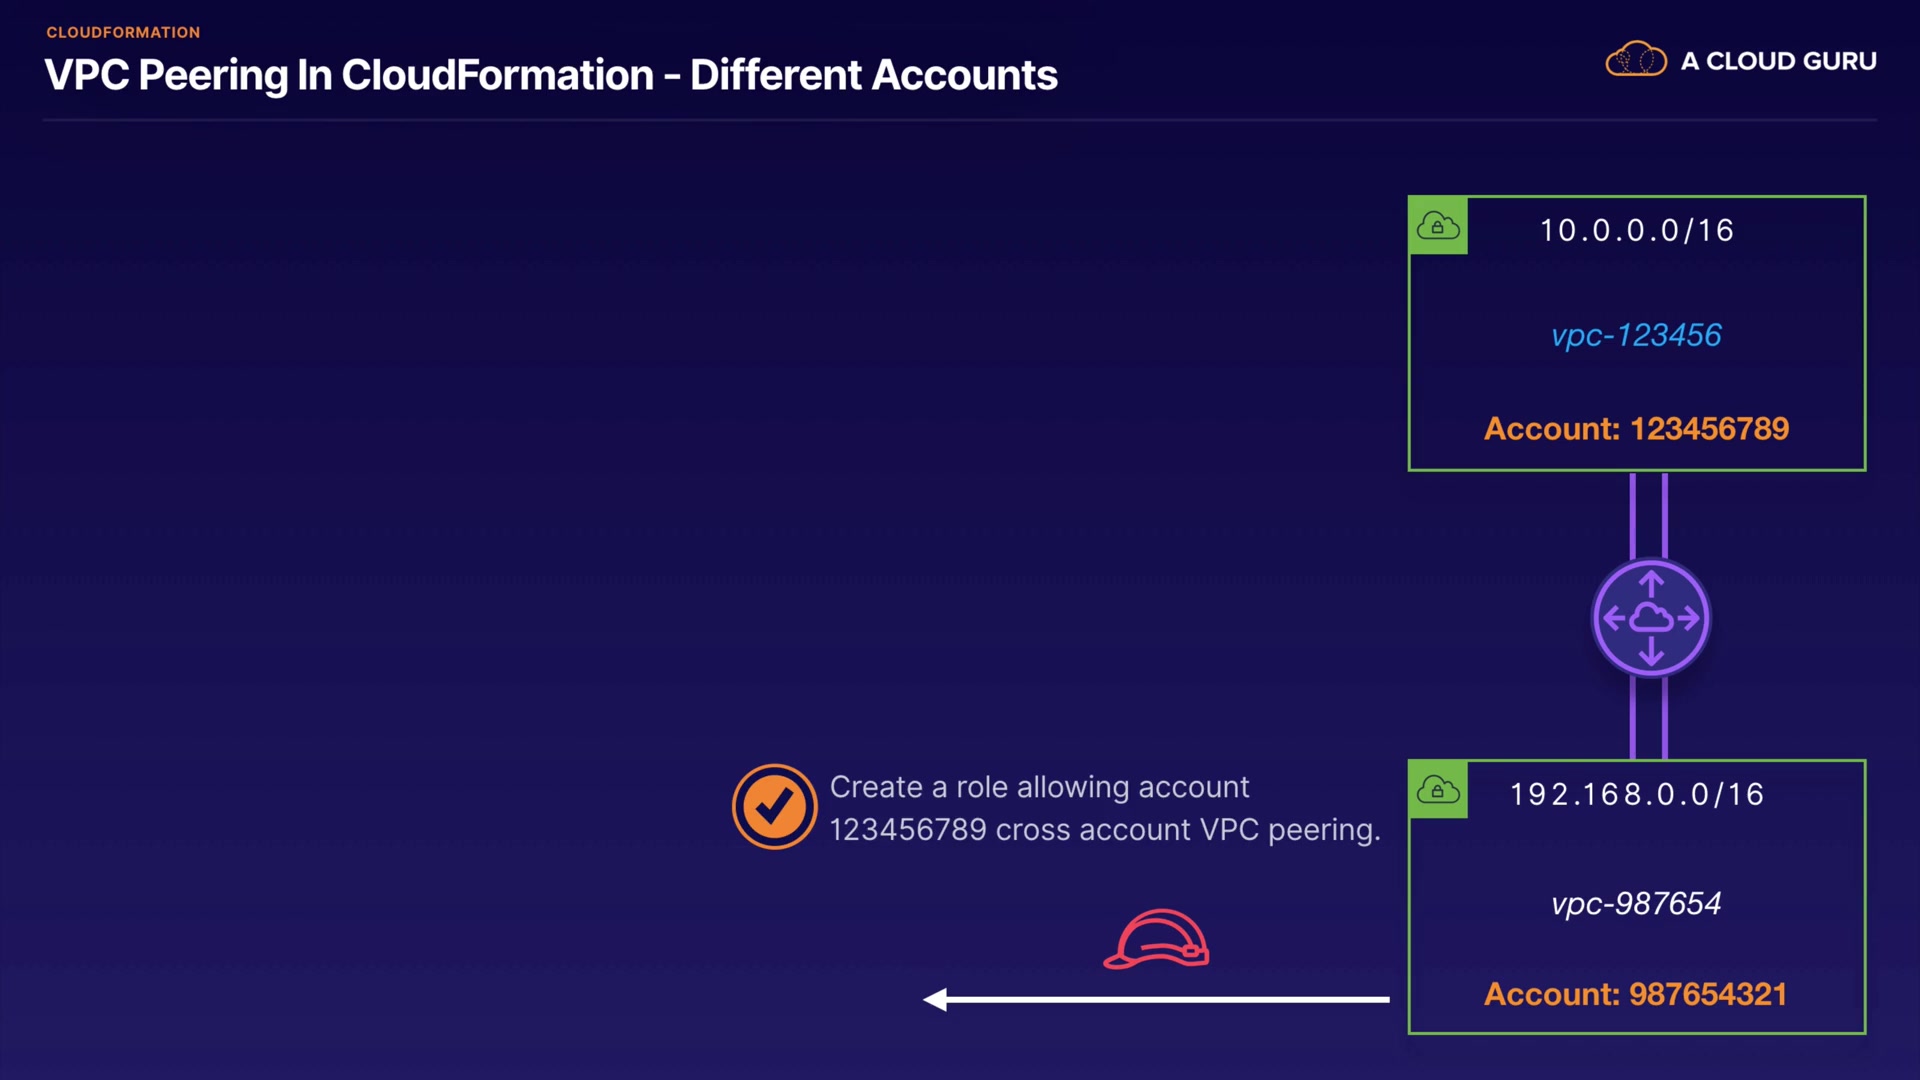 CLOUDFORMATION
VPC Peering In CloudFormation - Different Accounts
A CLOUD GURU
10.0.0.0/16
vpc-123456
Account: 123456789
Create a role allowing account
123456789 cross account VPC peering.
192.168.0.0/16
vpc-987654
Account: 987654321